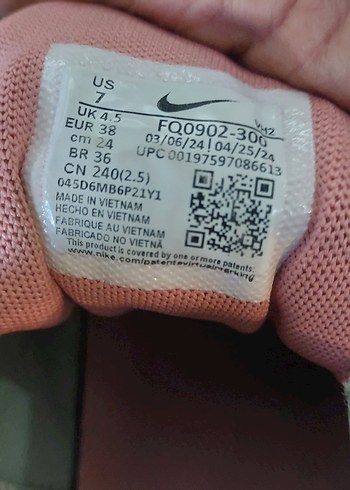 US
7
UK 4.5
EUR 38
cm 24
BR 36
CN 240(2.5)
FQ0902-300
VHZ
03/06/24 | 04/25/24
UPC 00197597086613
045D6MB6P21Y1
MADE IN VIETNAM
HECHO EN VIETNAM
FABRIQUE AU VIETNAM
FABRICADO NO VIETNÃ
This product is covered by one or more patents: